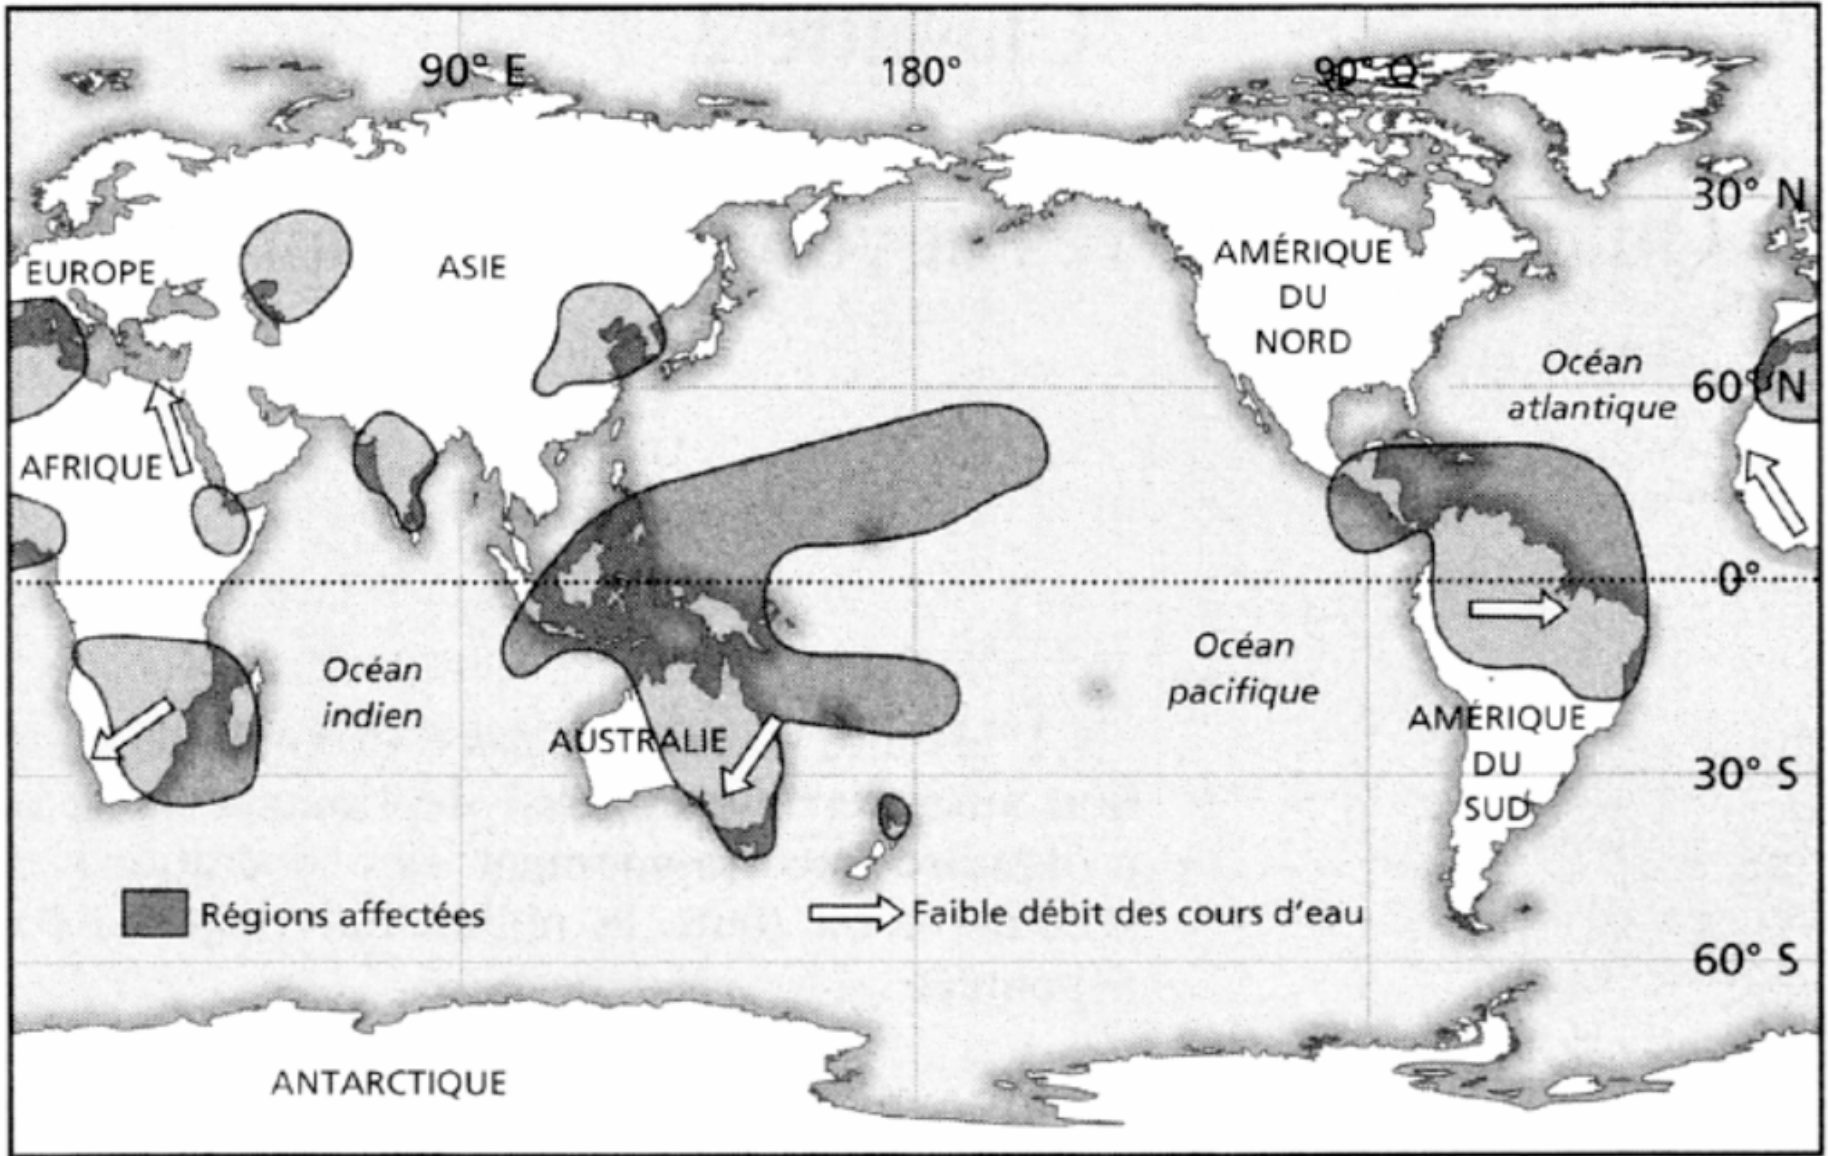 90° E
180°
90° O
30° N
EUROPE
ASIE
AMÉRIQUE
DU
NORD
Océan
atlantique
60° N
AFRIQUE
0°
Océan
indien
Océan
pacifique
AUSTRALIE
AMÉRIQUE
DU
SUD
30° S
Régions affectées
Faible débit des cours d'eau
60° S
ANTARCTIQUE